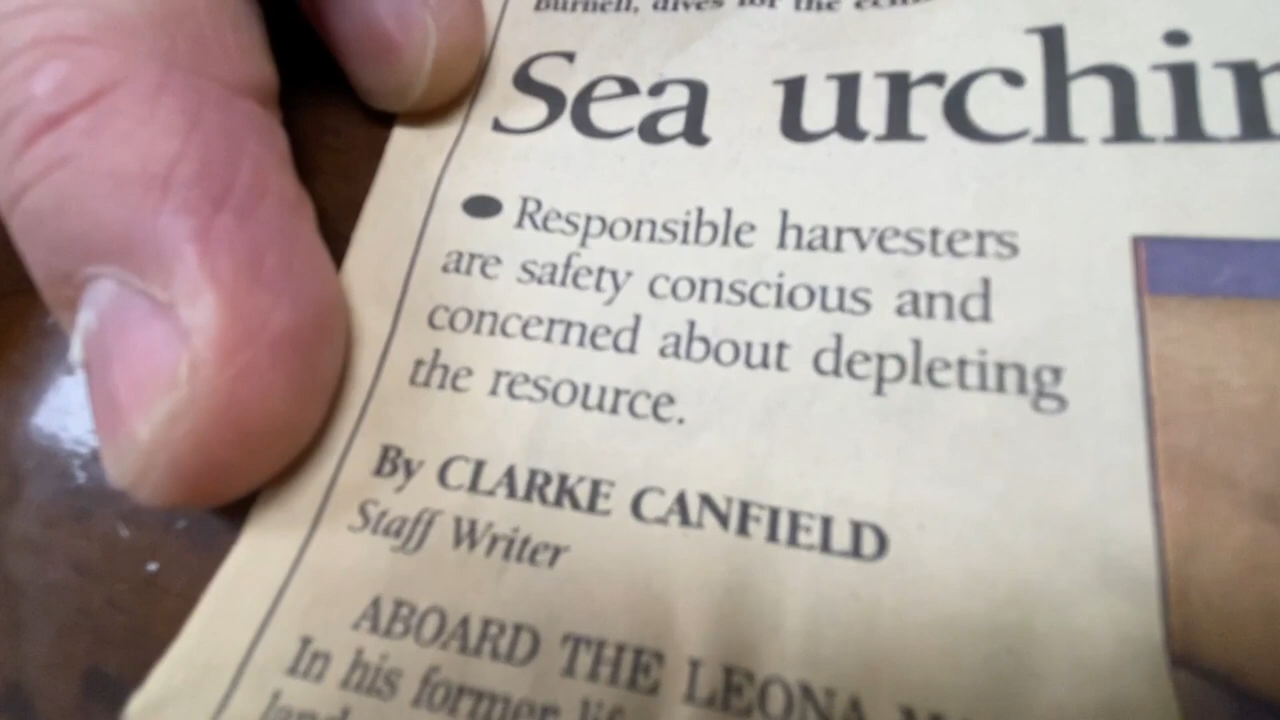 Burnell, dives for the
Sea urchin
● Responsible harvesters
are safety conscious and
concerned about depleting
the resource.
By CLARKE CANFIELD
Staff Writer
ABOARD THE LEONA
In his former